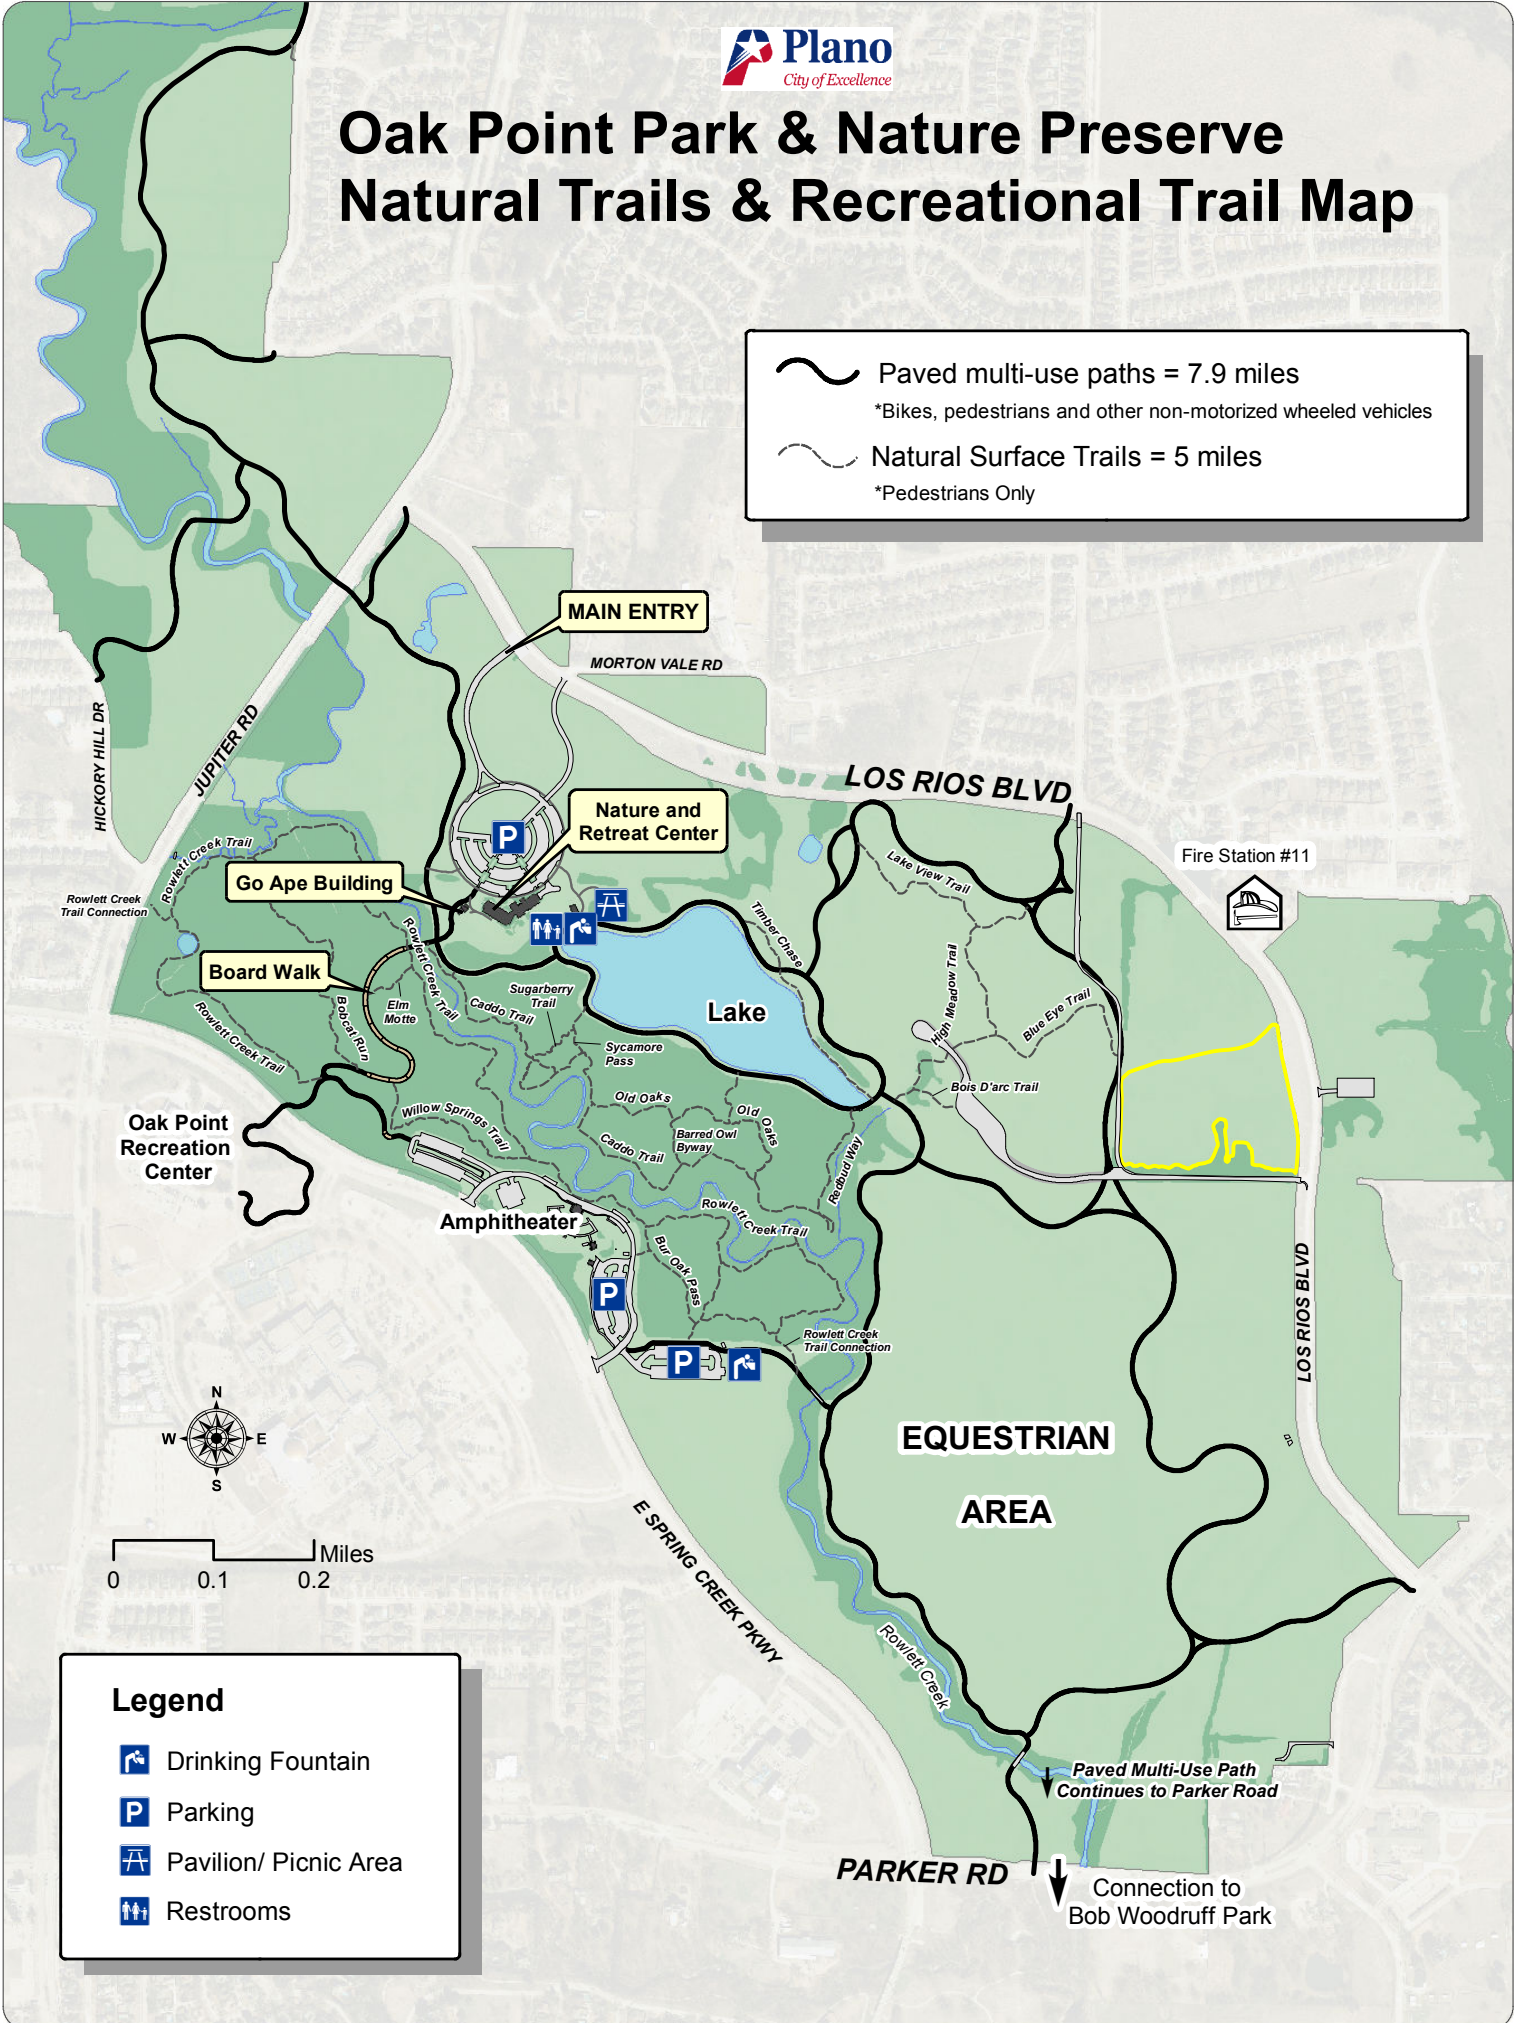 Plano
City of Excellence
Oak Point Park & Nature Preserve
Natural Trails & Recreational Trail Map
Paved multi-use paths = 7.9 miles
*Bikes, pedestrians and other non-motorized wheeled vehicles
Natural Surface Trails = 5 miles
*Pedestrians Only
MAIN ENTRY
MORTON VALE RD
HICKORY HILL DR
JUPITER RD
LOS RIOS BLVD
Nature and
Retreat Center
P
Fire Station #11
Rowlett Creek Trail
Go Ape Building
Lake View Trail
Rowlett Creek
Trail Connection
Timber Chase
Rowlett Creek Trail
High Meadow Trail
Board Walk
Sugarberry
Trail
Elm
Motte
Caddo Trail
Lake
Blue Eye Trail
Bobcat Run
Rowlett Creek Trail
Sycamore
Pass
Bois D'arc Trail
Old Oaks
Old Oaks
Willow Springs Trail
Oak Point
Recreation
Center
Barred Owl
Byway
Caddo Trail
Redbud Way
Rowlett Creek Trail
Amphitheater
Bur Oak Pass
P
LOS RIOS BLVD
Rowlett Creek
Trail Connection
P
N
W
E
S
EQUESTRIAN
AREA
E SPRING CREEK PKWY
Miles
0
0.1
0.2
Rowlett Creek
Legend
Drinking Fountain
P
Parking
Pavilion/ Picnic Area
Restrooms
Paved Multi-Use Path
Continues to Parker Road
PARKER RD
Connection to
Bob Woodruff Park